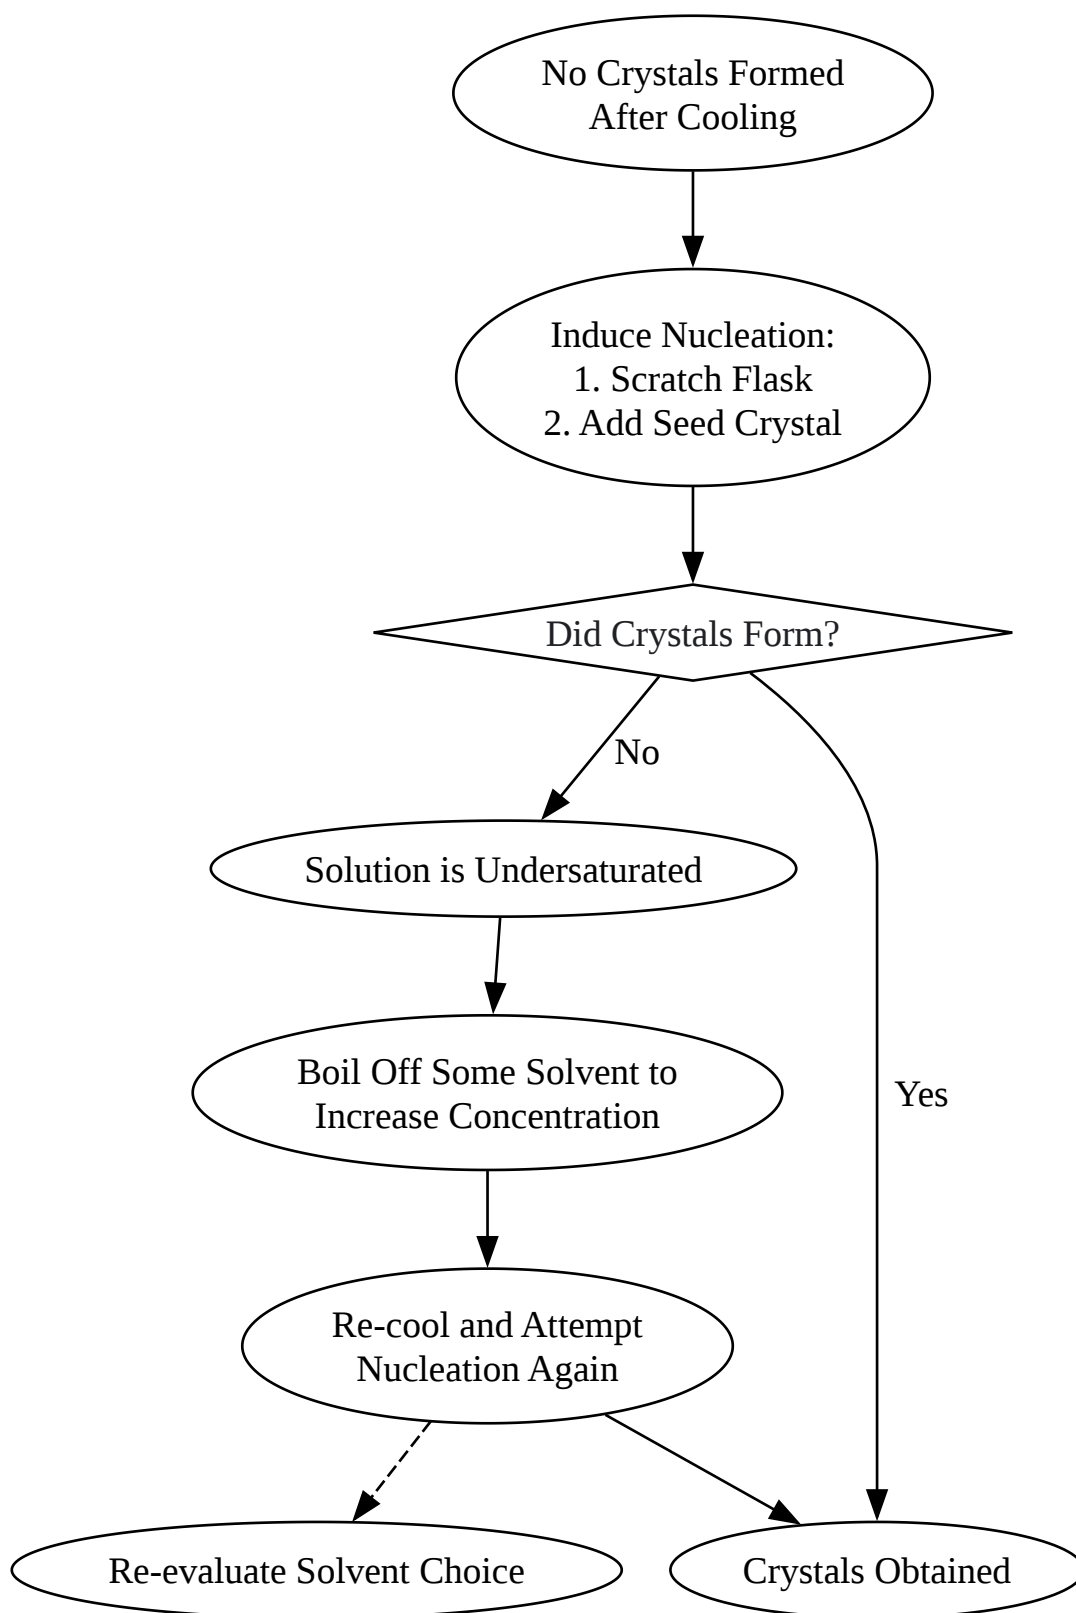 No Crystals Formed
After Cooling
Induce Nucleation:
1. Scratch Flask
2. Add Seed Crystal
Did Crystals Form?
No
Solution is Undersaturated
Boil Off Some Solvent to
Increase Concentration
Yes
Re-cool and Attempt
Nucleation Again
Re-evaluate Solvent Choice
Crystals Obtained